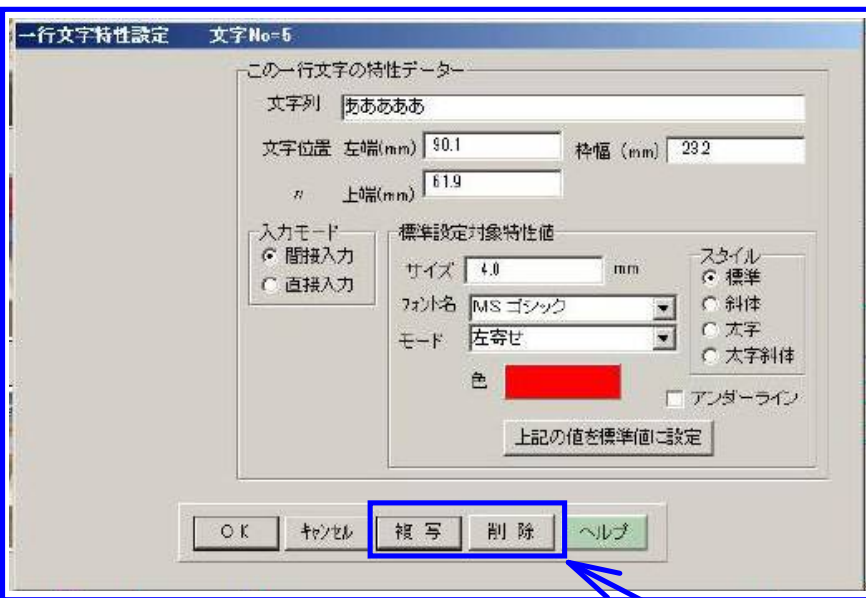 一行文字特性設定 文字No=5
この一行文字の特性データー
文字列 あああああ
文字位置 左端(mm) 90.1 枠幅 (mm) 23.2
〃 上端(mm) 61.9
入力モード
間接入力
直接入力
標準設定対象特性値
サイズ 4.0 mm
フォント名 MS ゴシック
モード 左寄せ
色
スタイル
標準
斜体
太字
太字斜体
アンダーライン
上記の値を標準値に設定
OK キャンセル 複写 削除 ヘルプ